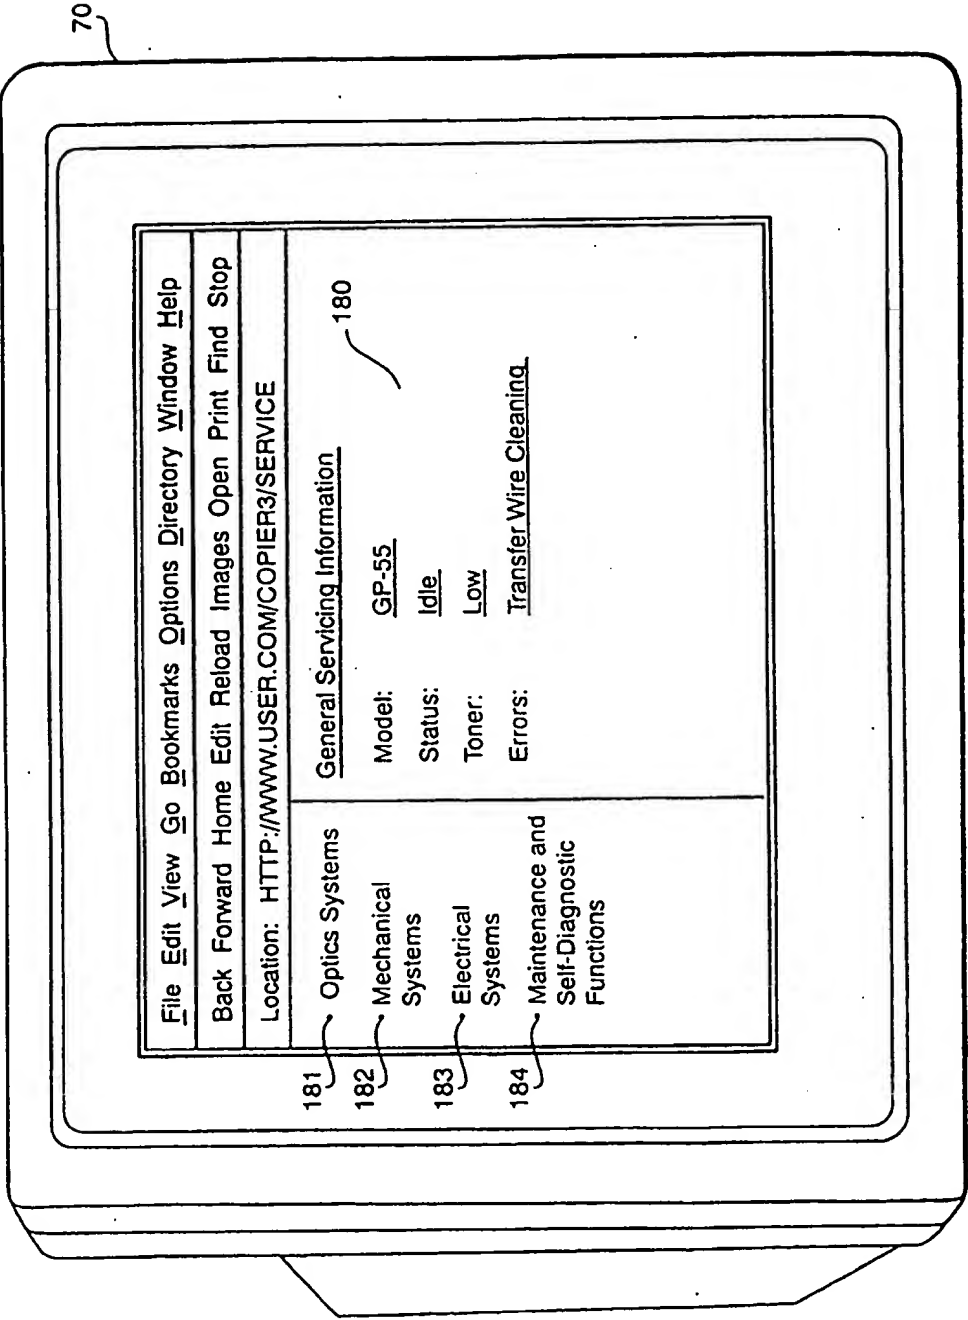 70
File Edit View Go Bookmarks Options Directory Window Help
Back Forward Home Edit Reload Images Open Print Find Stop
Location: HTTP://WWW.USER.COM/COPIER3/SERVICE
181
• Optics Systems
182
• Mechanical
Systems
183
• Electrical
Systems
184
• Maintenance and
Self-Diagnostic
Functions
General Servicing Information
180
Model: GP-55
Status: Idle
Toner: Low
Errors: Transfer Wire Cleaning